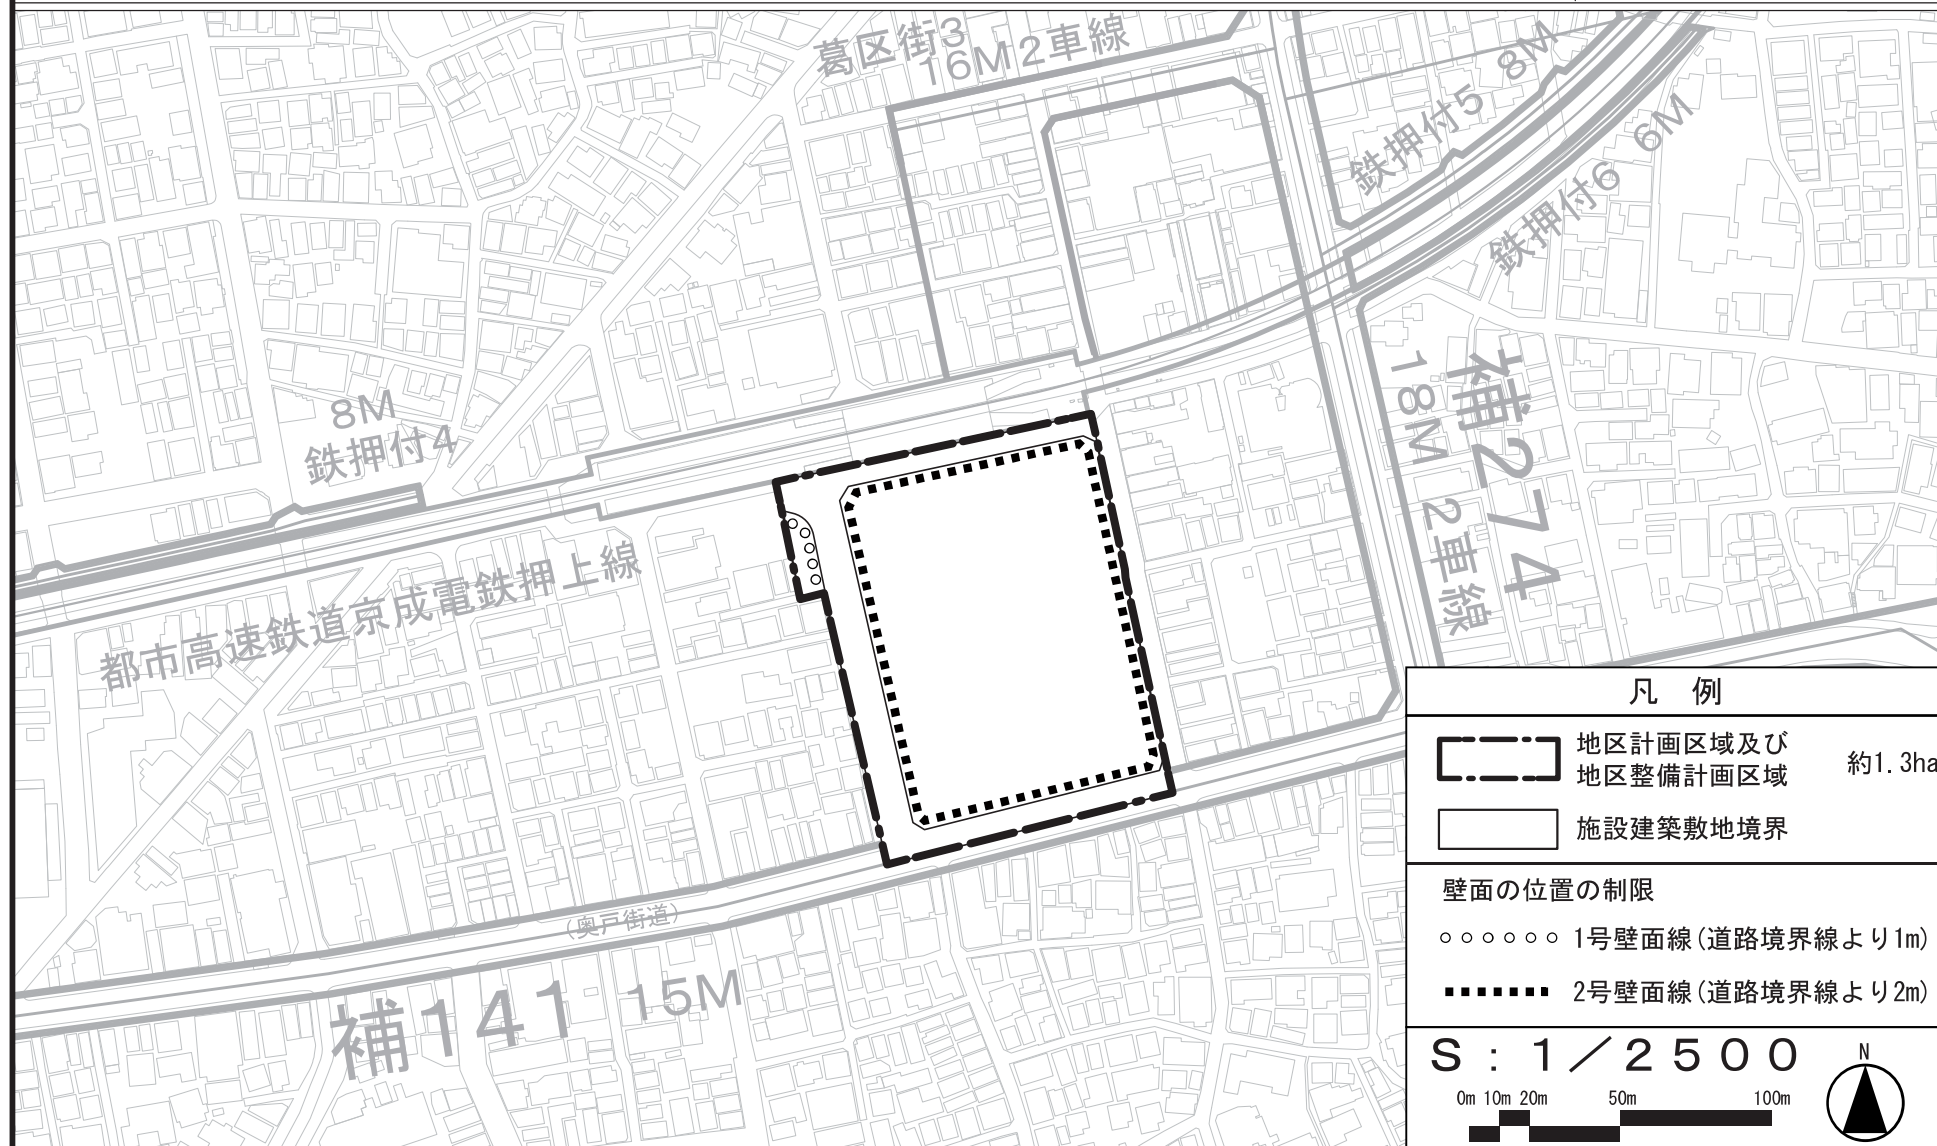 葛区街3
16M2車線
8M
鉄押付5
6M
鉄押付6
8M
鉄押付4
都市高速鉄道京成電鉄押上線
補274
18M 2車線
(奥戸街道)
補141 15M
凡 例
地区計画区域及び
地区整備計画区域 約1.3ha
施設建築敷地境界
壁面の位置の制限
1号壁面線(道路境界線より1m)
2号壁面線(道路境界線より2m)
S:1/2500
N
0m 10m 20m 50m 100m